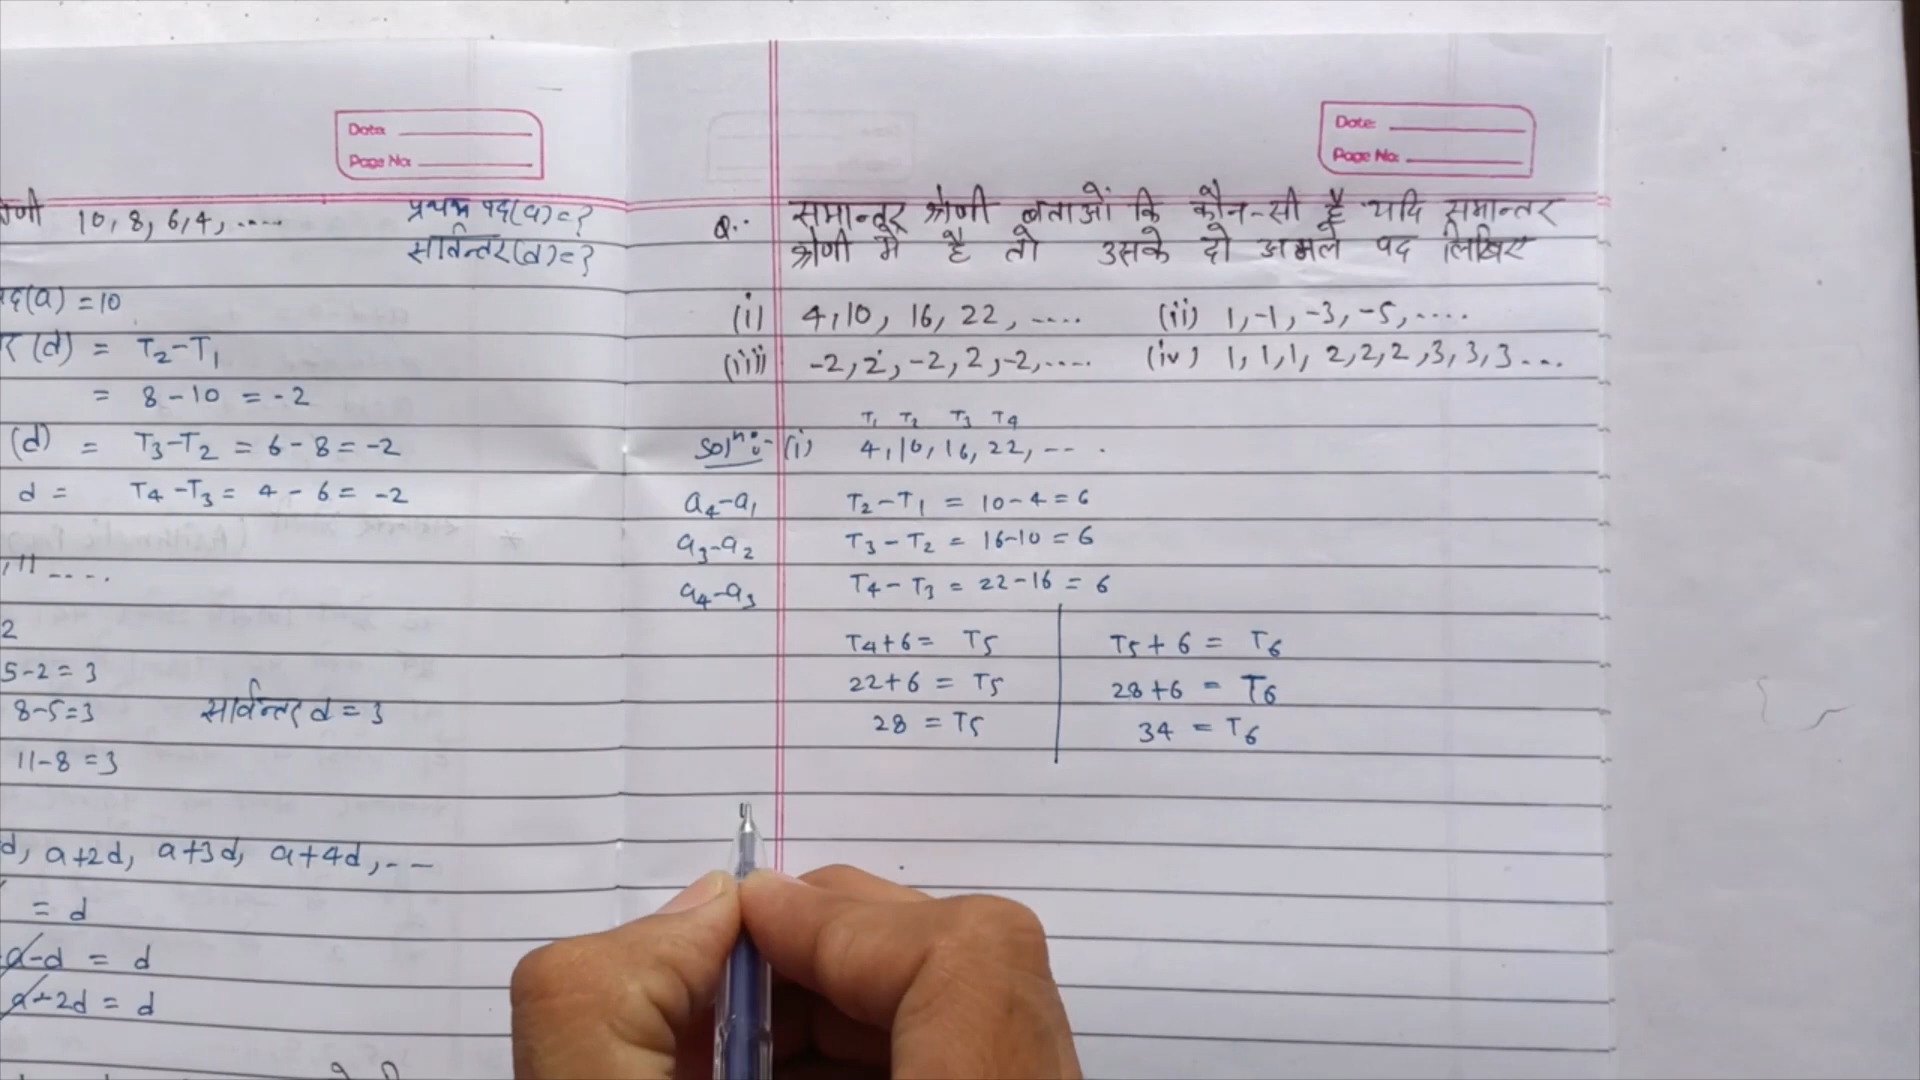 Data
Page No:
10, 8, 6, 4, ..... प्रथम पद(a)=?
सार्वान्तर(d)=?
(a) = 10
(d) = T2-T1
= 8 - 10 = -2
(d) = T3-T2 = 6 - 8 = -2
d = T4-T3 = 4 - 6 = -2
, 11 ....
2
5-2=3
8-5=3 सार्वान्तर d = 3
11-8=3
d, a+2d, a+3d, a+4d, --
= d
a-d = d
a+2d = d
Date:
Page No:
Q.- समान्तर श्रेणी बताओं कि कौन-सी है यदि समान्तर
श्रेणी में है तो उसके दो अगले पद लिखिए
(i) 4, 10, 16, 22, .... (ii) 1, -1, -3, -5, ....
(iii) -2, 2, -2, 2, -2, .... (iv) 1, 1, 1, 2, 2, 2, 3, 3, 3 ...
T1 T2 T3 T4
Solⁿ:- (i) 4, 10, 16, 22, -- .
a4-a1 T2-T1 = 10-4 = 6
a3-a2 T3-T2 = 16-10 = 6
a4-a3 T4-T3 = 22-16 = 6
T4+6 = T5 T5+6 = T6
22+6 = T5 28+6 = T6
28 = T5 34 = T6